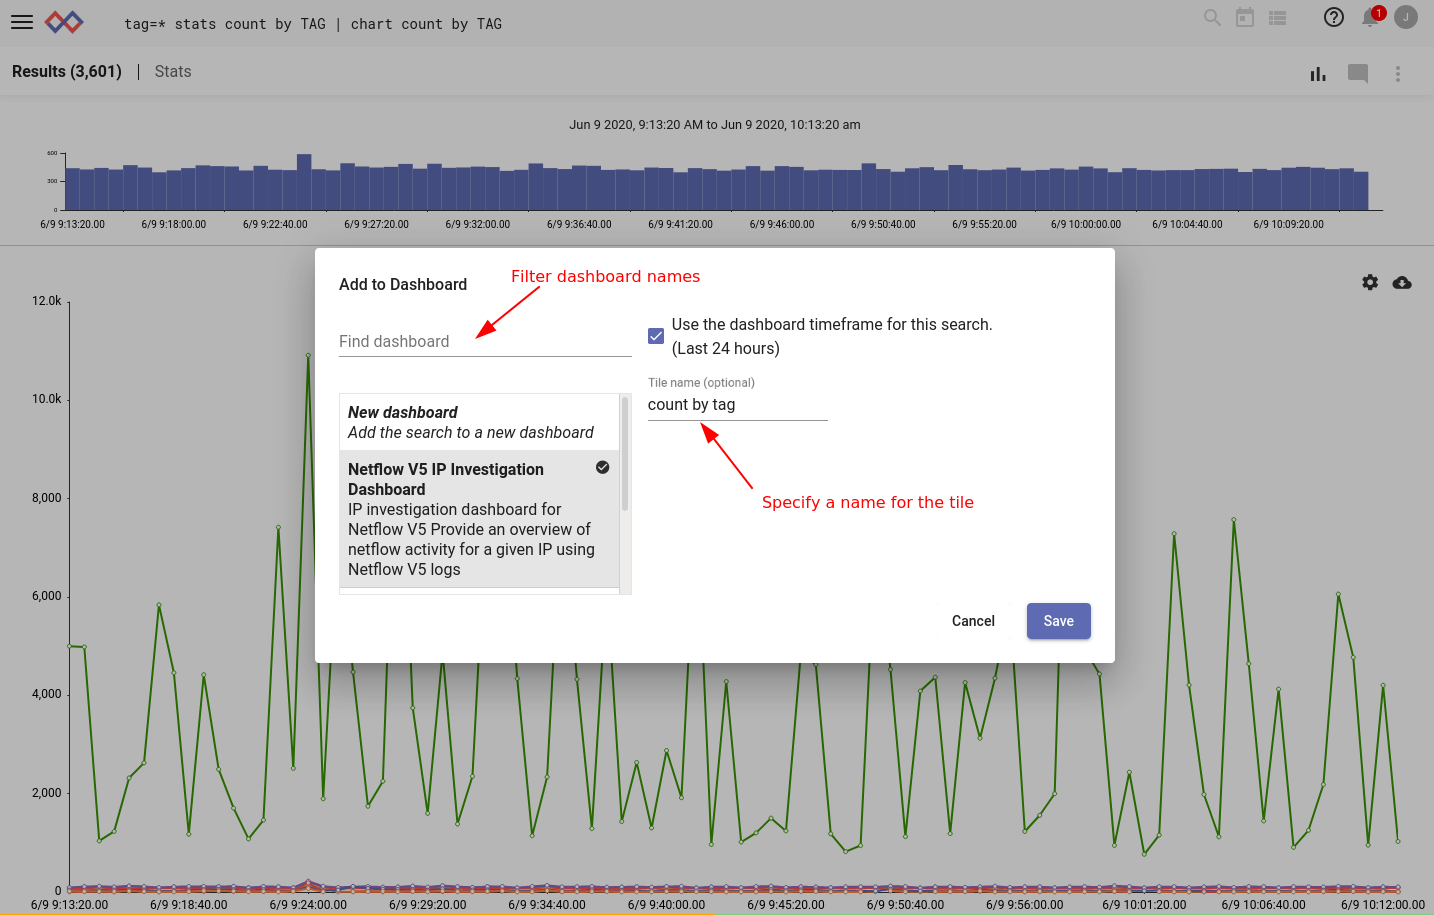 tag=* stats count by TAG | chart count by TAG
1
J
Results (3,601) | Stats
Jun 9 2020, 9:13:20 AM to Jun 9 2020, 10:13:20 am
600
300
0
6/9 9:13:20.00 6/9 9:18:00.00 6/9 9:22:40.00 6/9 9:27:20.00 6/9 9:32:00.00 6/9 9:36:40.00 6/9 9:41:20.00 6/9 9:46:00.00 6/9 9:50:40.00 6/9 9:55:20.00 6/9 10:00:00.00 6/9 10:04:40.00 6/9 10:09:20.00
Add to Dashboard
Filter dashboard names
Find dashboard
Use the dashboard timeframe for this search.
(Last 24 hours)
Tile name (optional)
count by tag
New dashboard
Add the search to a new dashboard
Netflow V5 IP Investigation
Dashboard
IP investigation dashboard for
Netflow V5 Provide an overview of
netflow activity for a given IP using
Netflow V5 logs
Specify a name for the tile
Cancel
Save
12.0k
10.0k
8,000
6,000
4,000
2,000
0
6/9 9:13:20.00 6/9 9:18:40.00 6/9 9:24:00.00 6/9 9:29:20.00 6/9 9:34:40.00 6/9 9:40:00.00 6/9 9:45:20.00 6/9 9:50:40.00 6/9 9:56:00.00 6/9 10:01:20.00 6/9 10:06:40.00 6/9 10:12:00.00